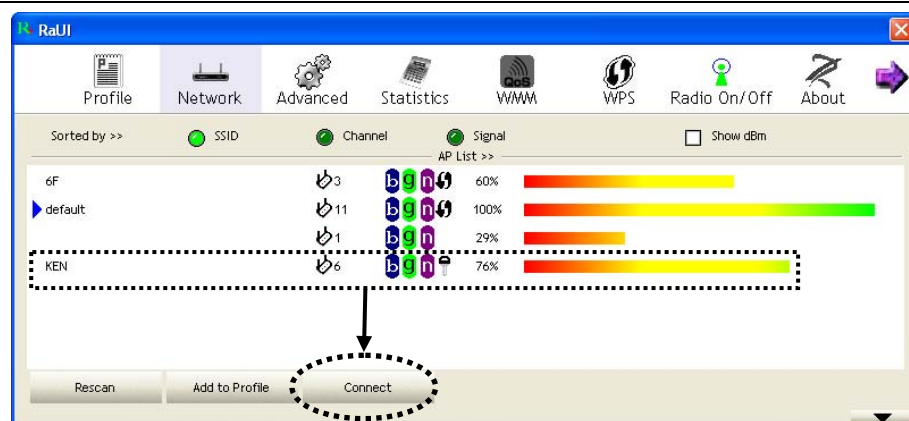 RaUI
Profile Network Advanced Statistics QoS WMM WPS Radio On/Off About
Sorted by >> SSID Channel Signal Show dBm
AP List >>
6F 3 b g n 60%
default 11 b g n 100%
1 b g n 29%
KEN 6 b g n 76%
Rescan Add to Profile Connect